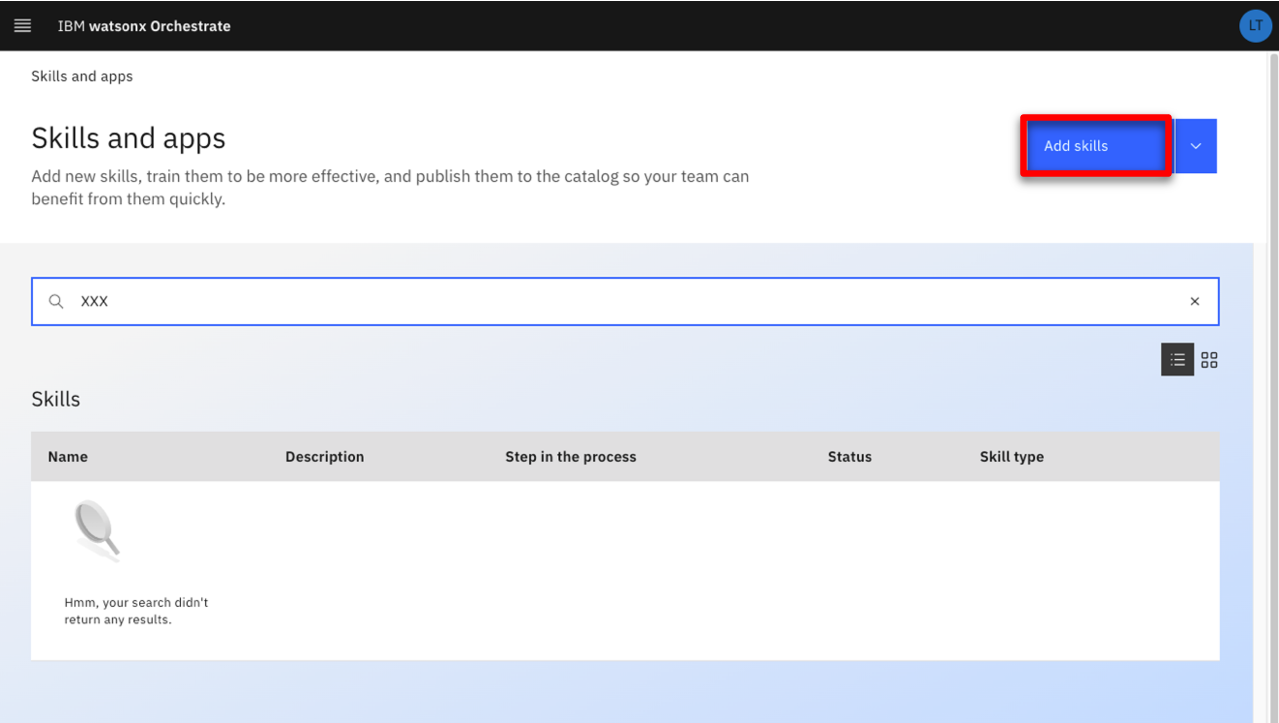 IBM watsonx Orchestrate
LT
Skills and apps
Skills and apps
Add new skills, train them to be more effective, and publish them to the catalog so your team can
benefit from them quickly.
Add skills
XXX
Skills
Name Description Step in the process Status Skill type
Hmm, your search didn't
return any results.